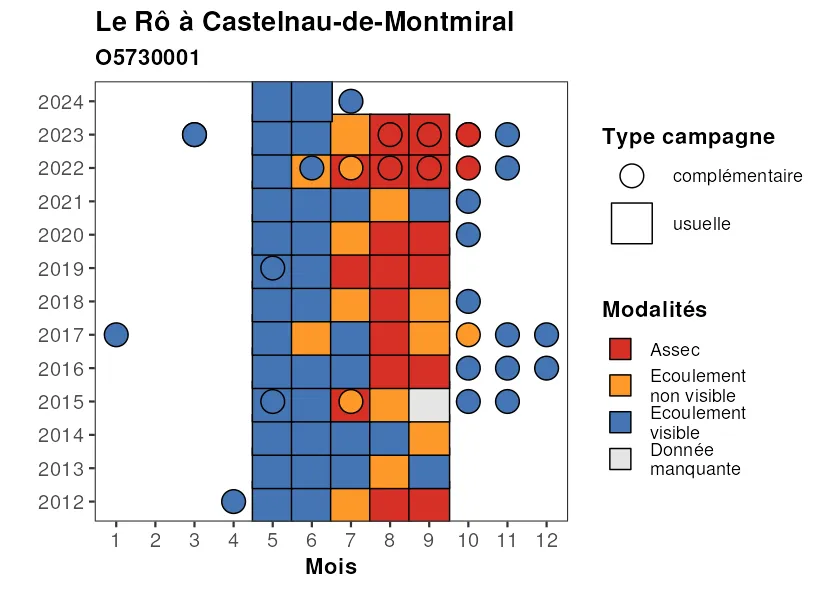 Le Rô à Castelnau-de-Montmiral
O5730001
2024
2023
2022
2021
2020
2019
2018
2017
2016
2015
2014
2013
2012
1 2 3 4 5 6 7 8 9 10 11 12
Mois
Type campagne
complémentaire
usuelle
Modalités
Assec
Ecoulement
non visible
Ecoulement
visible
Donnée
manquante